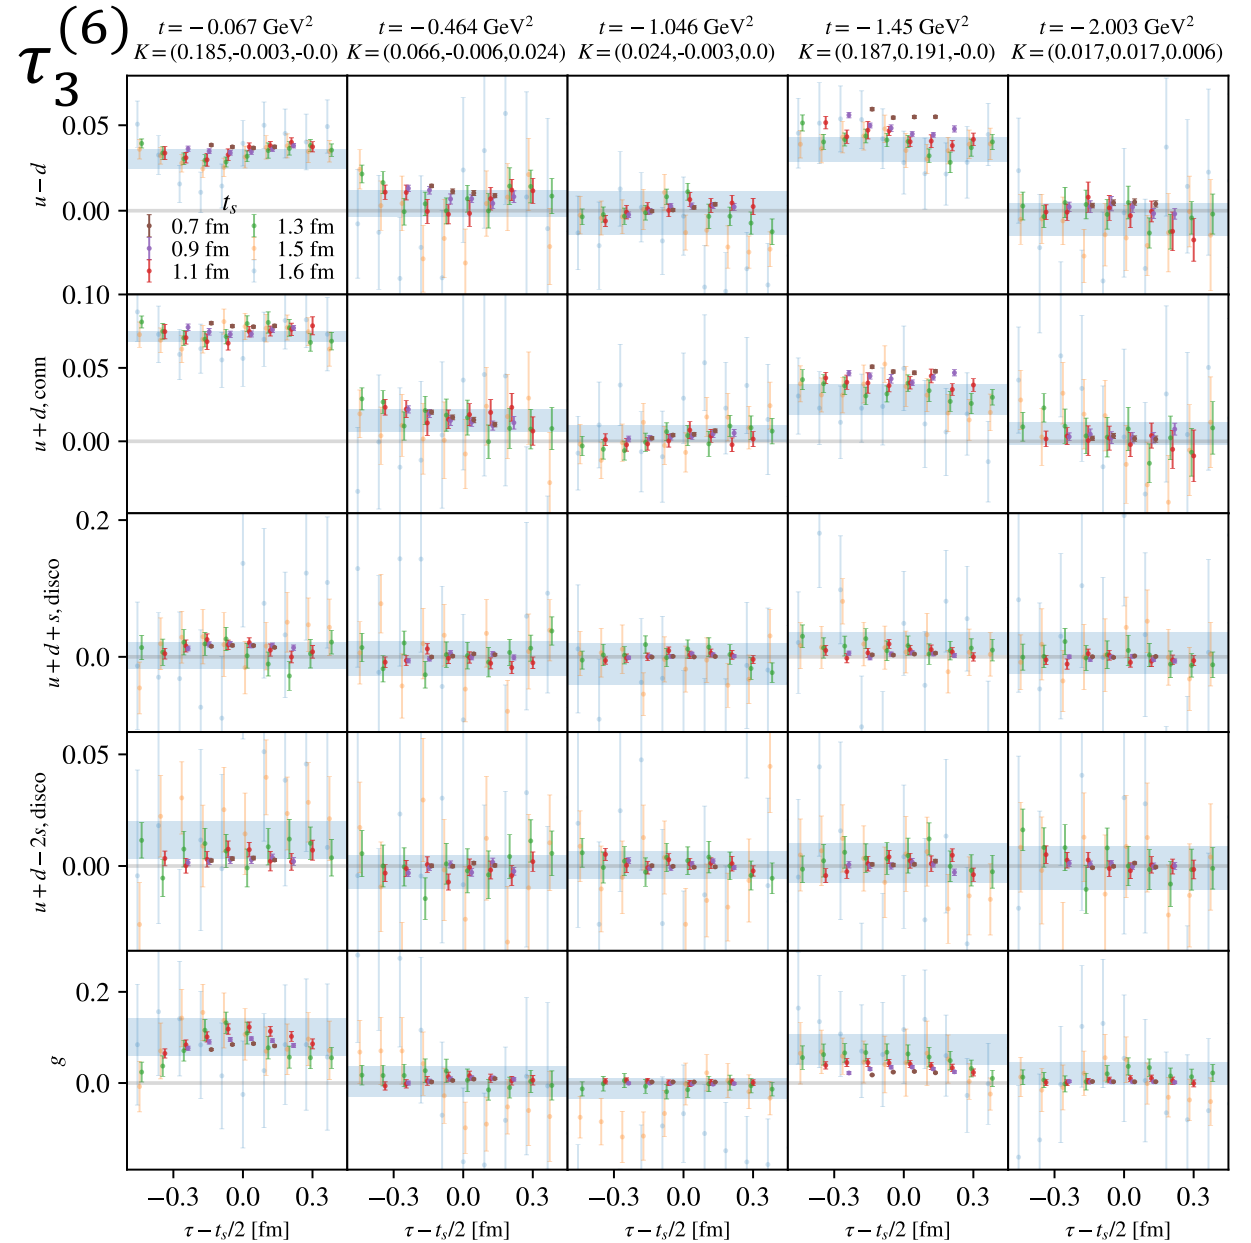 τ₃⁽⁶⁾
t = −0.067 GeV²
K = (0.185,-0.003,-0.0)
t = −0.464 GeV²
K = (0.066,-0.006,0.024)
t = −1.046 GeV²
K = (0.024,-0.003,0.0)
t = −1.45 GeV²
K = (0.187,0.191,-0.0)
t = −2.003 GeV²
K = (0.017,0.017,0.006)
u − d
0.05
0.00
tₛ
0.7 fm
1.3 fm
0.9 fm
1.5 fm
1.1 fm
1.6 fm
u + d, conn
0.10
0.05
0.00
u + d + s, disco
0.2
0.0
u + d − 2s, disco
0.05
0.00
g
0.2
0.0
−0.3 0.0 0.3
−0.3 0.0 0.3
−0.3 0.0 0.3
−0.3 0.0 0.3
−0.3 0.0 0.3
τ − tₛ/2 [fm]
τ − tₛ/2 [fm]
τ − tₛ/2 [fm]
τ − tₛ/2 [fm]
τ − tₛ/2 [fm]